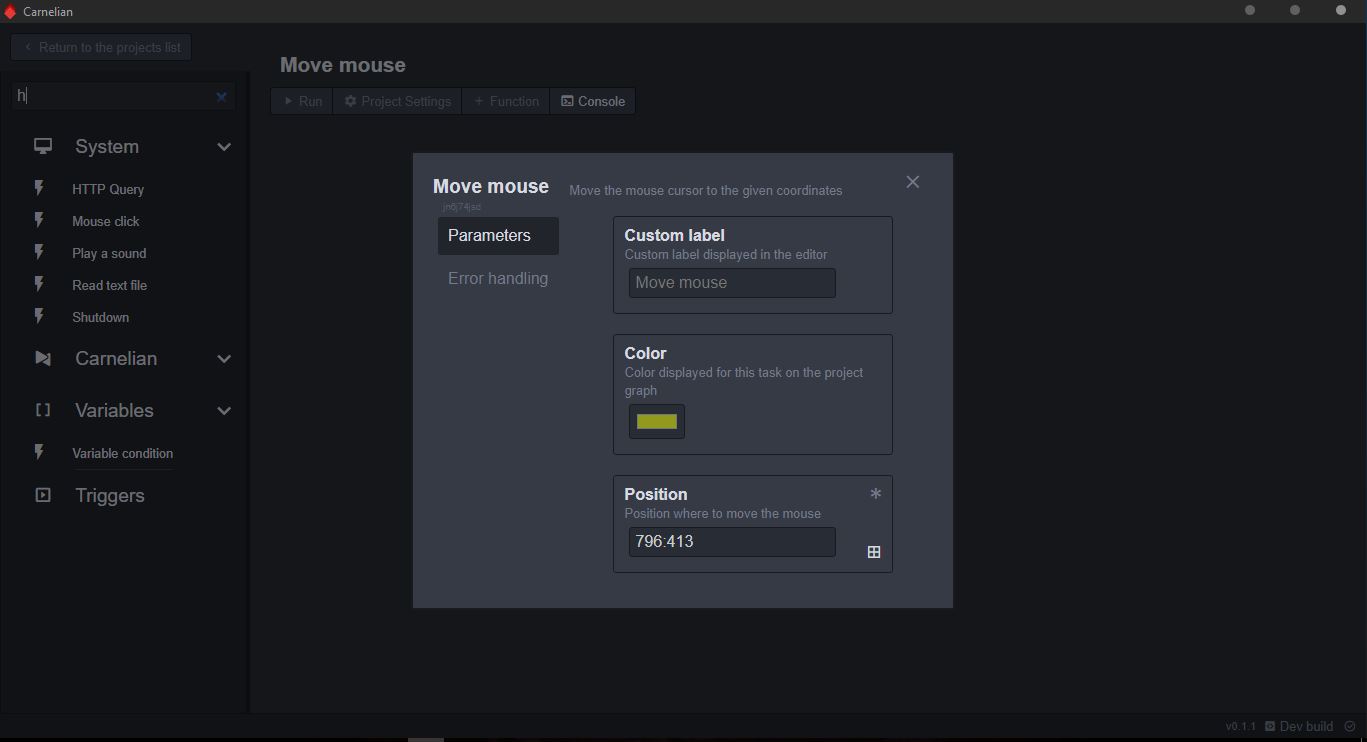 Carnelian
Return to the projects list
h
System
HTTP Query
Mouse click
Play a sound
Read text file
Shutdown
Carnelian
Variables
Variable condition
Triggers
Move mouse
Run
Project Settings
+ Function
Console
Move mouse
Move the mouse cursor to the given coordinates
jn6j74jsd
Parameters
Error handling
Custom label
Custom label displayed in the editor
Move mouse
Color
Color displayed for this task on the project
graph
Position *
Position where to move the mouse
796:413
v0.1.1 Dev build